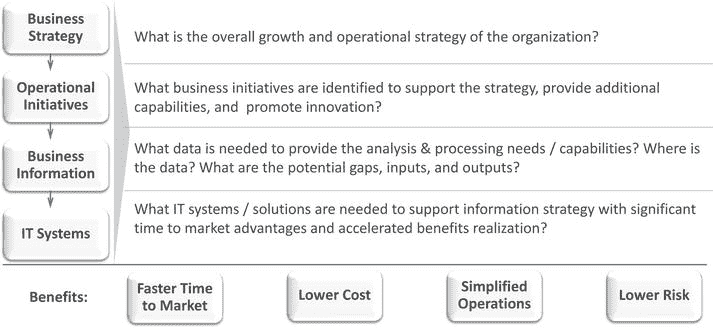 Business
Strategy
What is the overall growth and operational strategy of the organization?
Operational
Initiatives
What business initiatives are identified to support the strategy, provide additional
capabilities, and promote innovation?
Business
Information
What data is needed to provide the analysis & processing needs / capabilities? Where is
the data? What are the potential gaps, inputs, and outputs?
IT Systems
What IT systems / solutions are needed to support information strategy with significant
time to market advantages and accelerated benefits realization?
Benefits:
Faster Time
to Market
Lower Cost
Simplified
Operations
Lower Risk